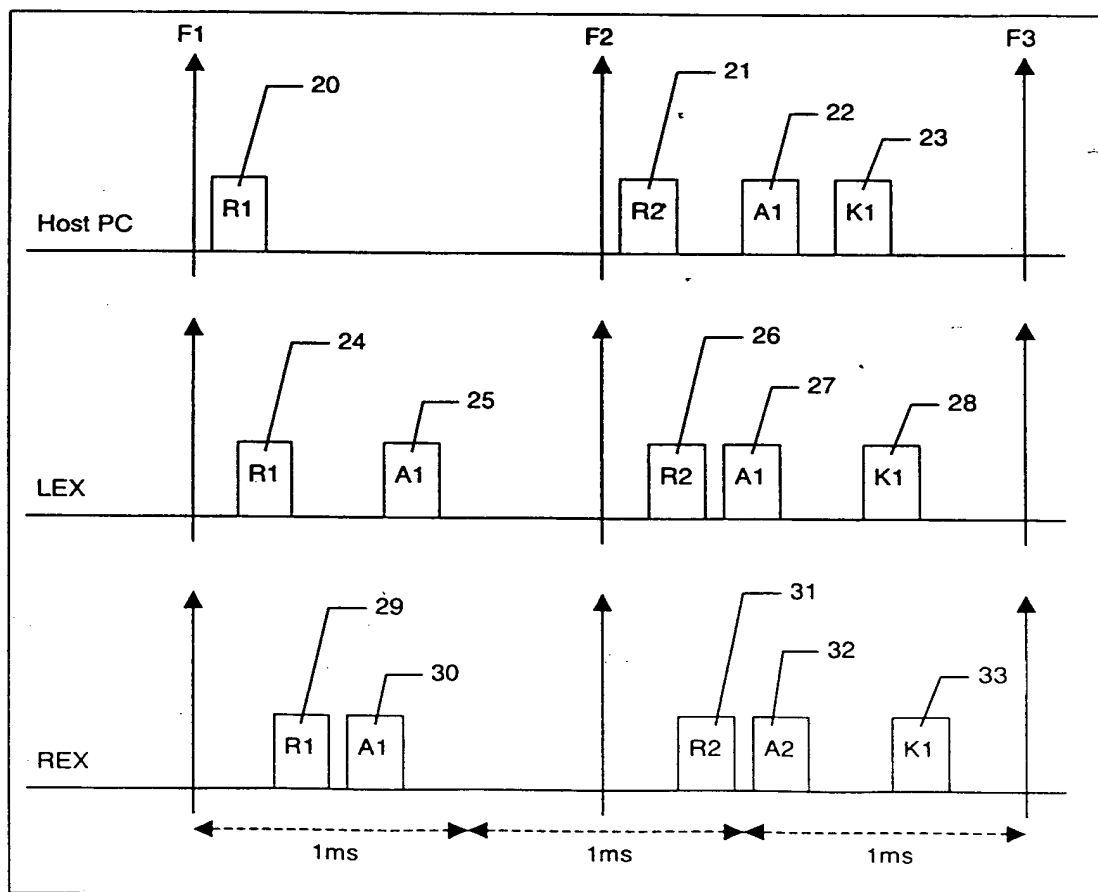 F1 F2 F3
20 21 22 23
Host PC R1 R2 A1 K1
24 25 26 27 28
LEX R1 A1 R2 A1 K1
29 30 31 32 33
REX R1 A1 R2 A2 K1
1ms 1ms 1ms